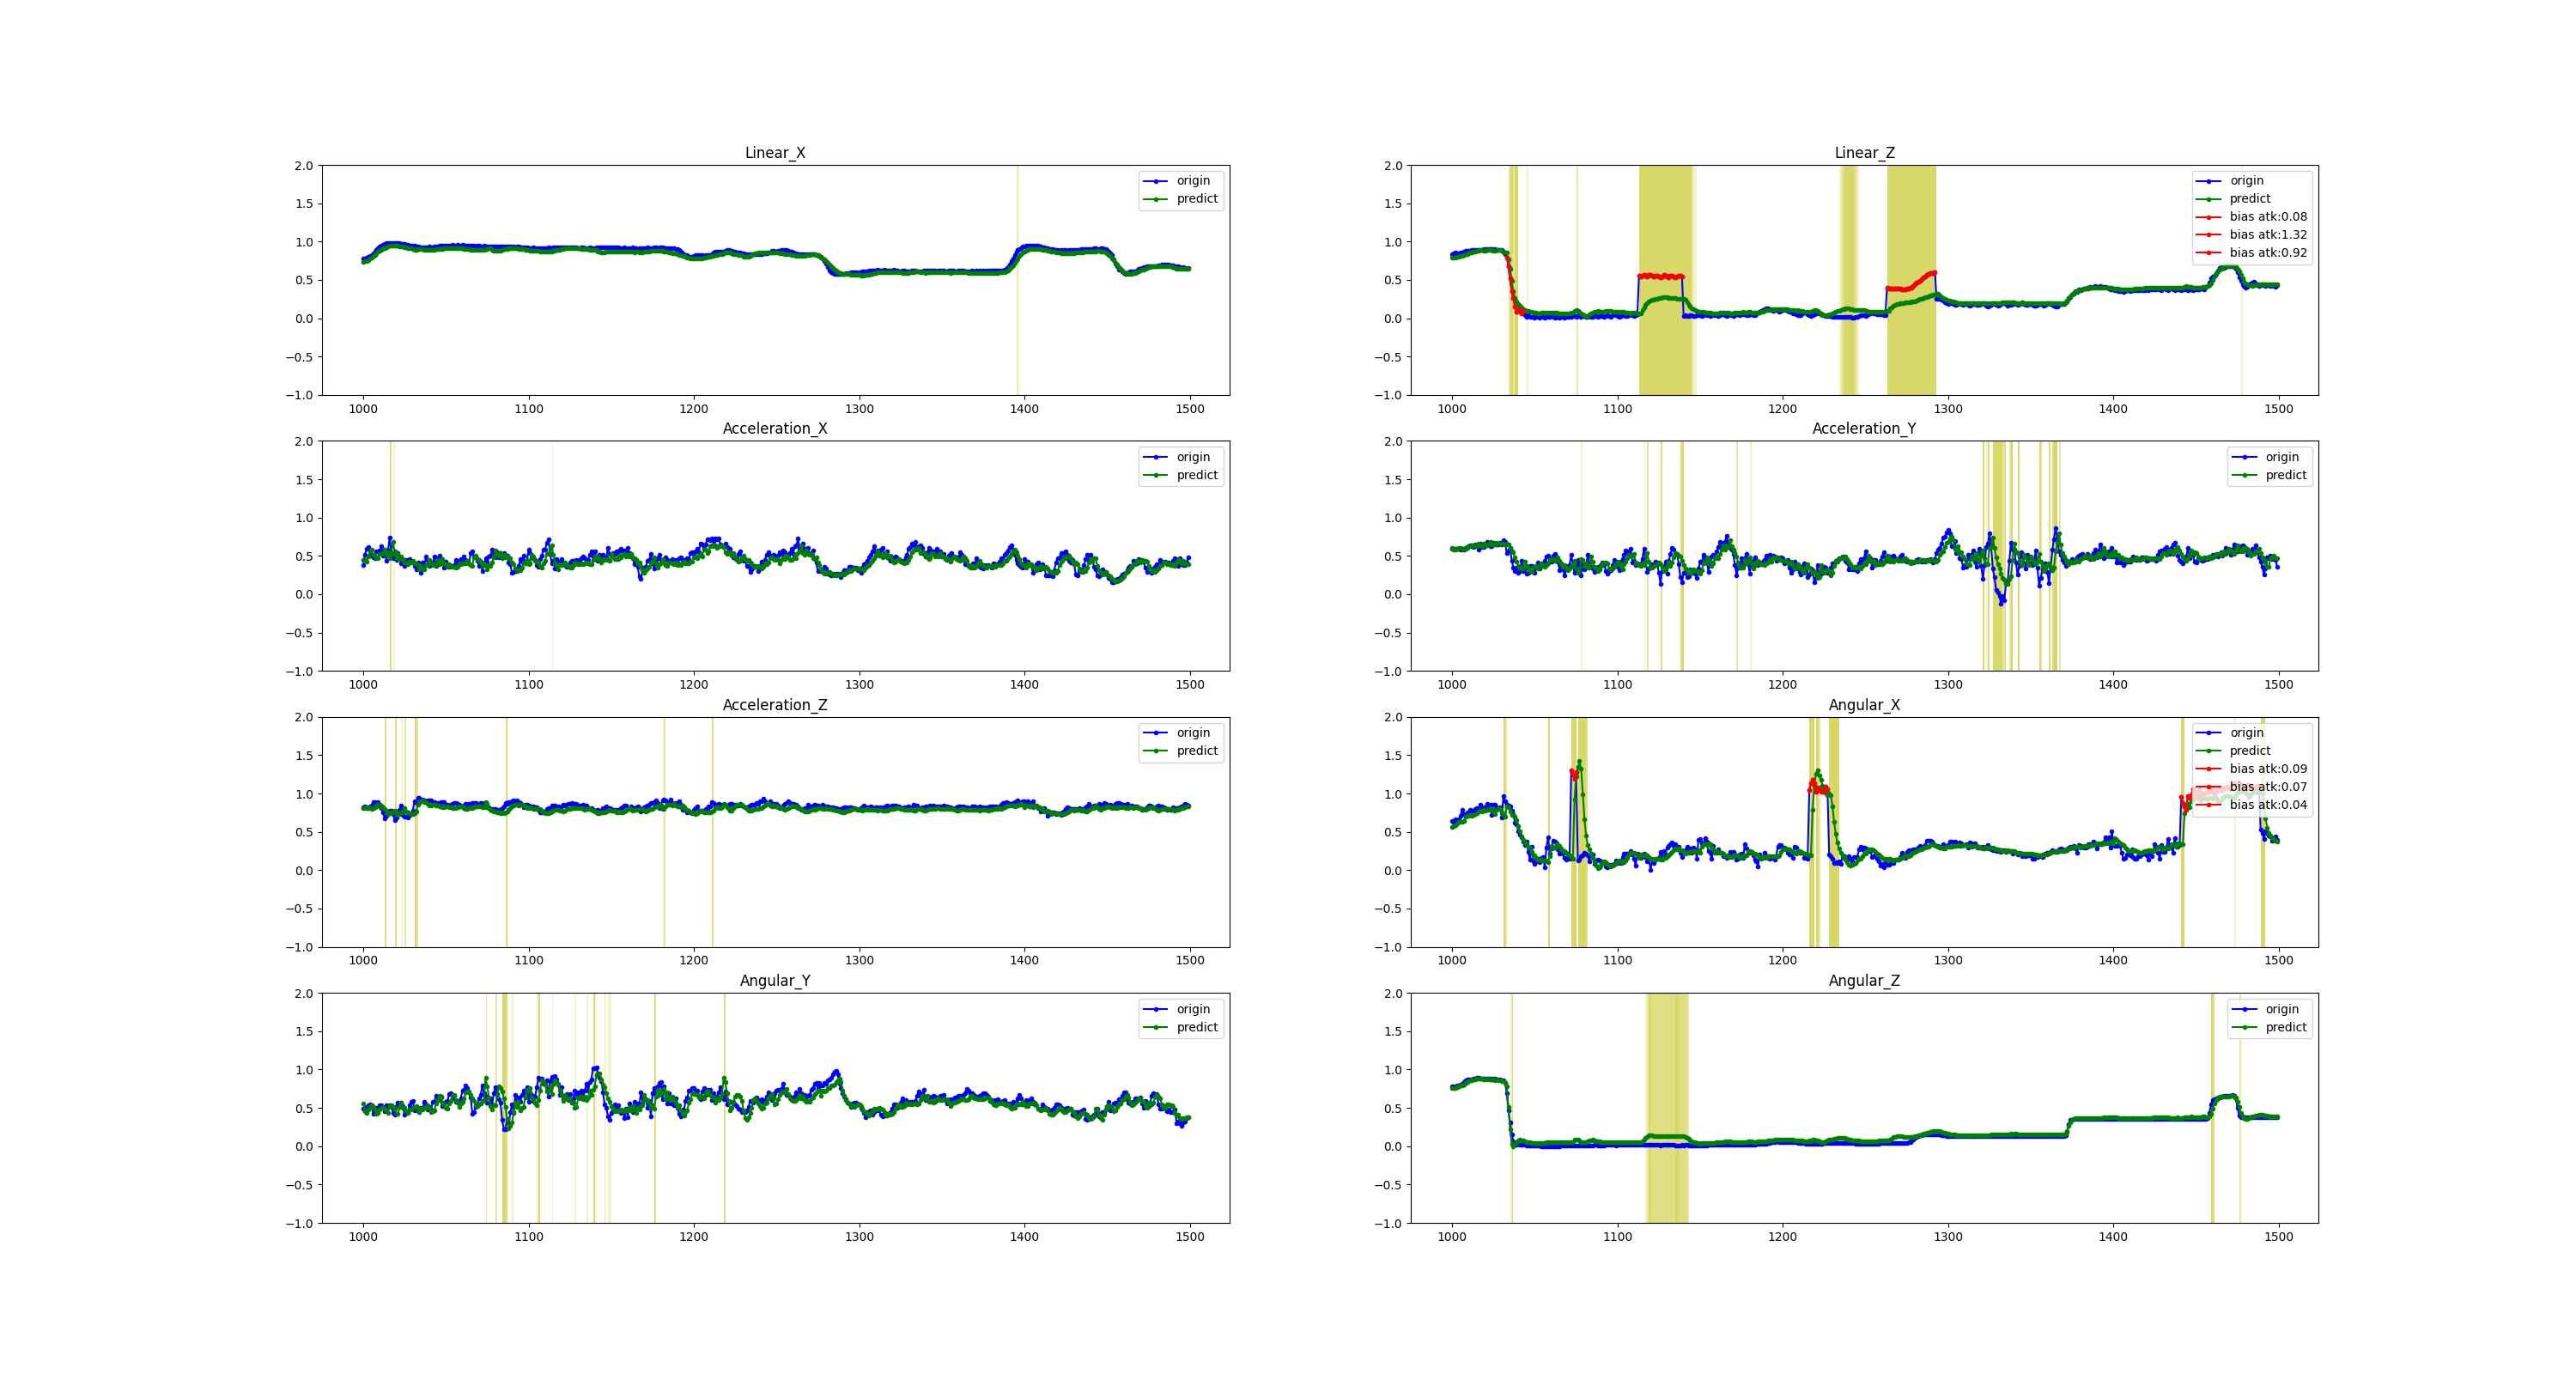 Linear_X
2.0
1.5
1.0
0.5
0.0
−0.5
−1.0
origin
predict
1000 1100 1200 1300 1400 1500
Linear_Z
2.0
1.5
1.0
0.5
0.0
−0.5
−1.0
origin
predict
bias atk:0.08
bias atk:1.32
bias atk:0.92
1000 1100 1200 1300 1400 1500
Acceleration_X
2.0
1.5
1.0
0.5
0.0
−0.5
−1.0
origin
predict
1000 1100 1200 1300 1400 1500
Acceleration_Y
2.0
1.5
1.0
0.5
0.0
−0.5
−1.0
origin
predict
1000 1100 1200 1300 1400 1500
Acceleration_Z
2.0
1.5
1.0
0.5
0.0
−0.5
−1.0
origin
predict
1000 1100 1200 1300 1400 1500
Angular_X
2.0
1.5
1.0
0.5
0.0
−0.5
−1.0
origin
predict
bias atk:0.09
bias atk:0.07
bias atk:0.04
1000 1100 1200 1300 1400 1500
Angular_Y
2.0
1.5
1.0
0.5
0.0
−0.5
−1.0
origin
predict
1000 1100 1200 1300 1400 1500
Angular_Z
2.0
1.5
1.0
0.5
0.0
−0.5
−1.0
origin
predict
1000 1100 1200 1300 1400 1500